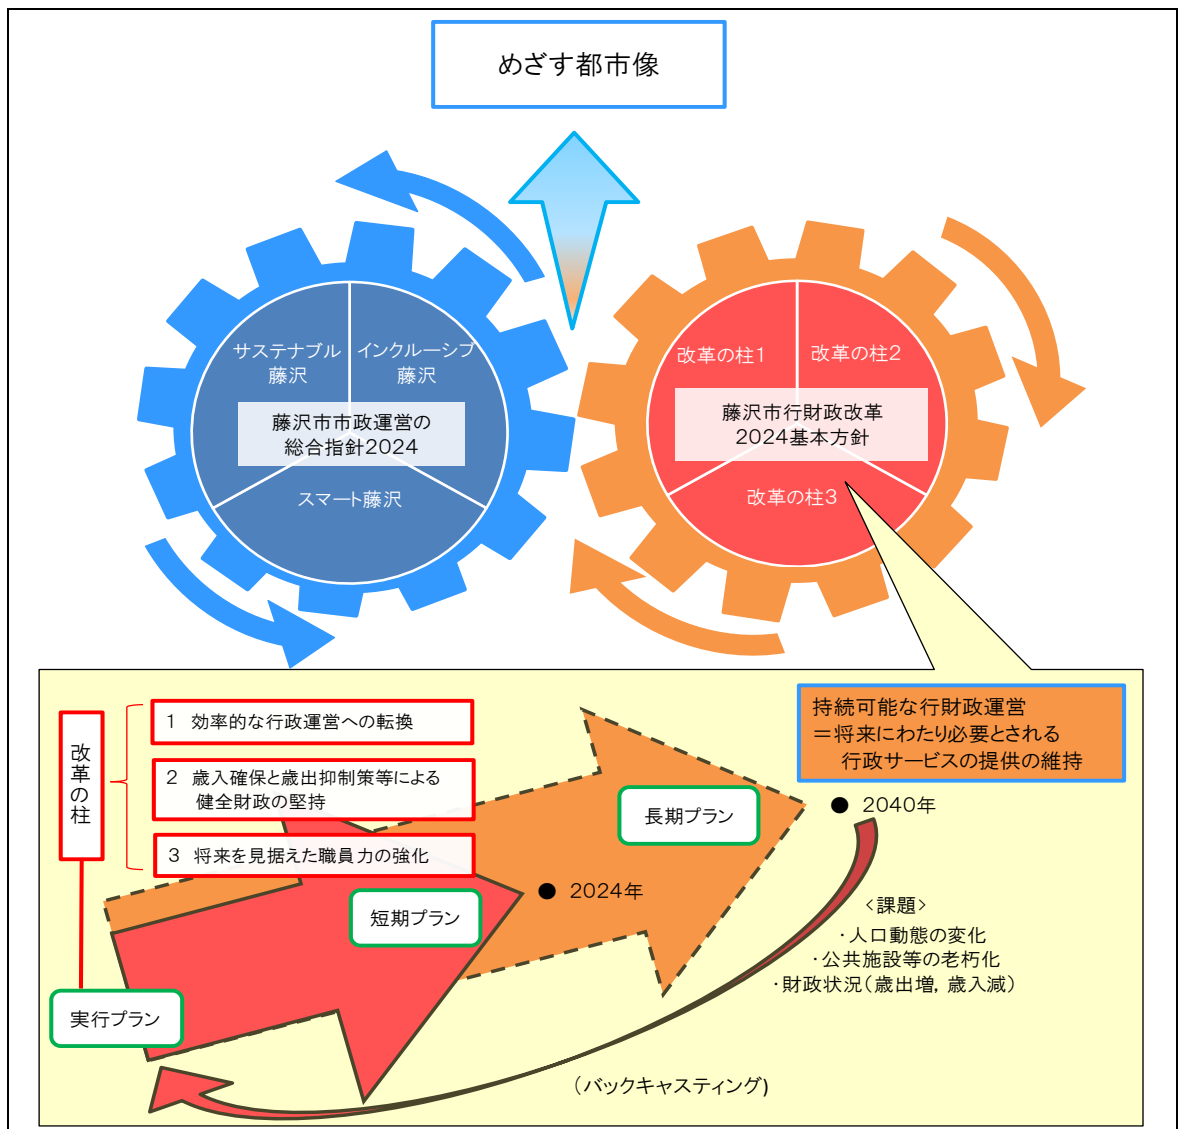 めざす都市像
サステナブル
藤沢
インクルーシブ
藤沢
藤沢市市政運営の
総合指針2024
スマート藤沢
改革の柱1
改革の柱2
藤沢市行財政改革
2024基本方針
改革の柱3
改革の柱
1 効率的な行政運営への転換
2 歳入確保と歳出抑制策等による
健全財政の堅持
3 将来を見据えた職員力の強化
持続可能な行財政運営
＝将来にわたり必要とされる
行政サービスの提供の維持
長期プラン
●2040年
●2024年
短期プラン
実行プラン
<課題>
・人口動態の変化
・公共施設等の老朽化
・財政状況（歳出増，歳入減）
（バックキャスティング）